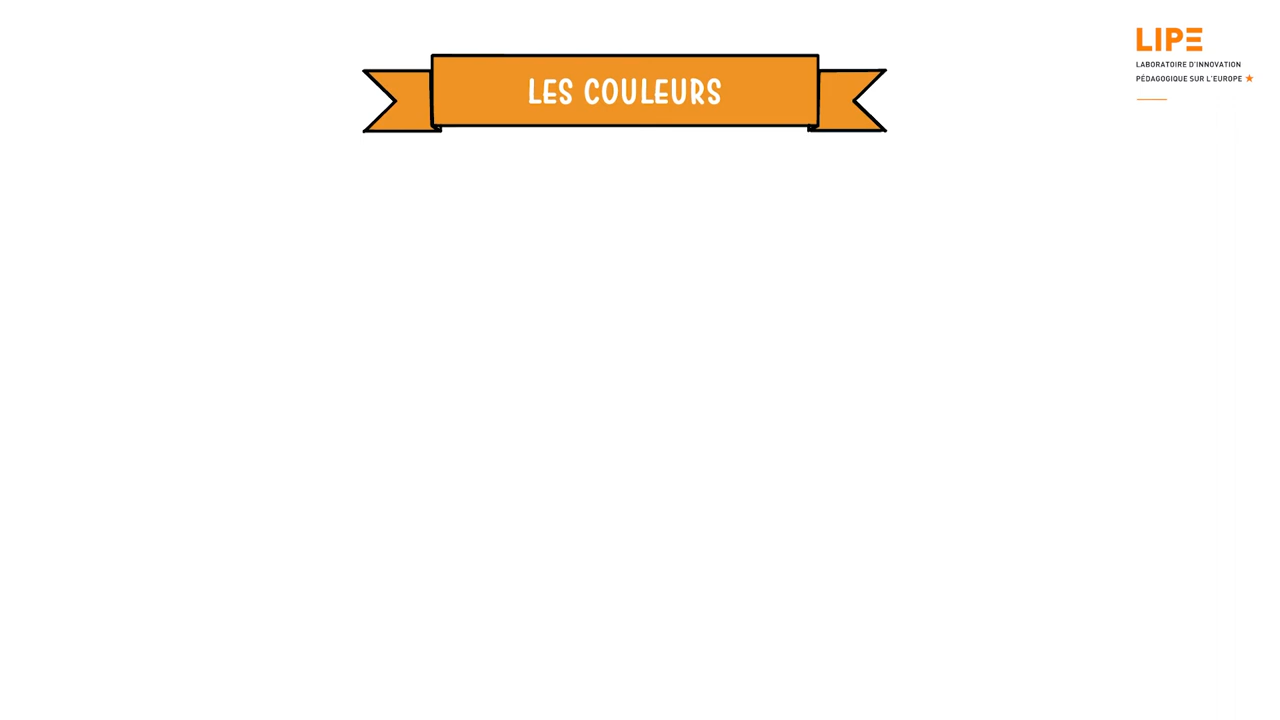 LES COULEURS
LIPE
LABORATOIRE D'INNOVATION
PÉDAGOGIQUE SUR L'EUROPE